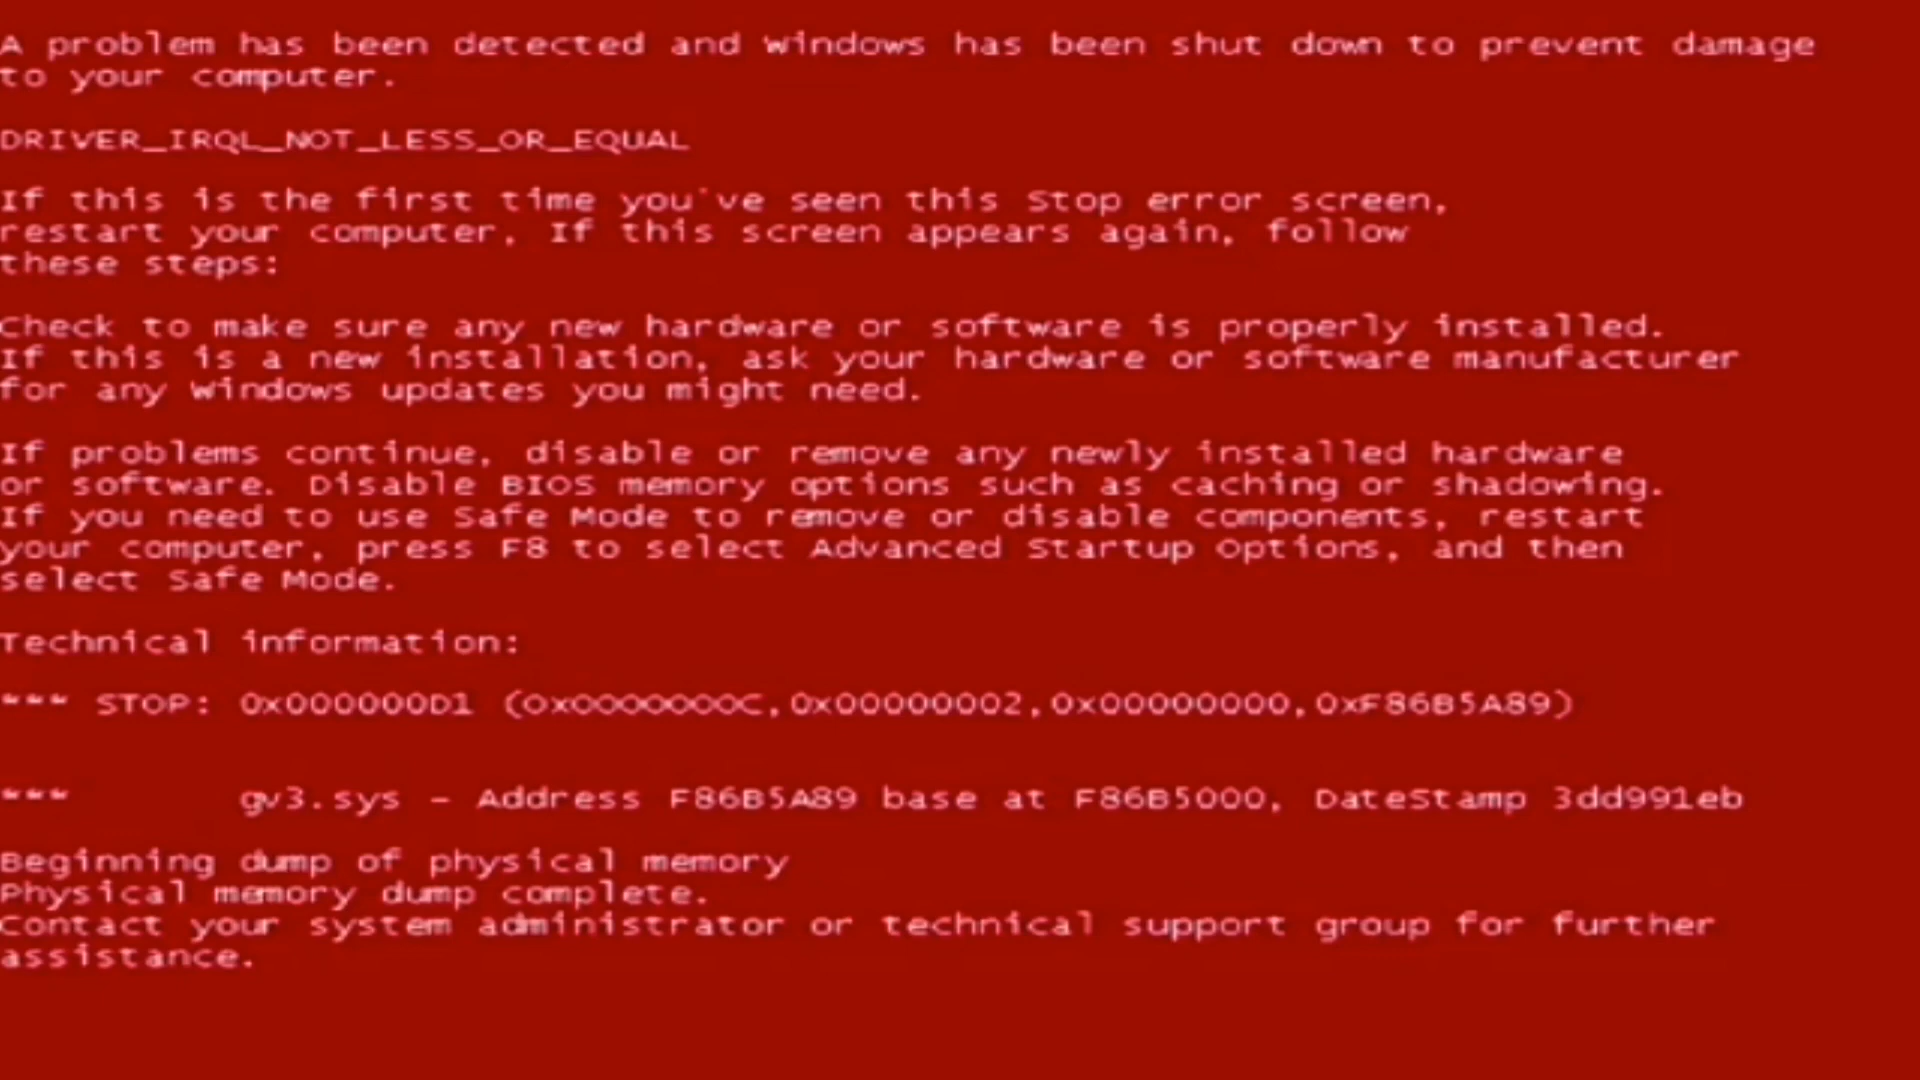 A problem has been detected and Windows has been shut down to prevent damage
to your computer.
DRIVER_IRQL_NOT_LESS_OR_EQUAL
If this is the first time you've seen this Stop error screen,
restart your computer, If this screen appears again, follow
these steps:
Check to make sure any new hardware or software is properly installed.
If this is a new installation, ask your hardware or software manufacturer
for any Windows updates you might need.
If problems continue, disable or remove any newly installed hardware
or software. Disable BIOS memory options such as caching or shadowing.
If you need to use Safe Mode to remove or disable components, restart
your computer, press F8 to select Advanced Startup Options, and then
select Safe Mode.
Technical information:
*** STOP: 0x000000D1 (0x0000000C,0x00000002,0x00000000,0xF86B5A89)
***       gv3.sys - Address F86B5A89 base at F86B5000, DateStamp 3dd991eb
Beginning dump of physical memory
Physical memory dump complete.
Contact your system administrator or technical support group for further
assistance.